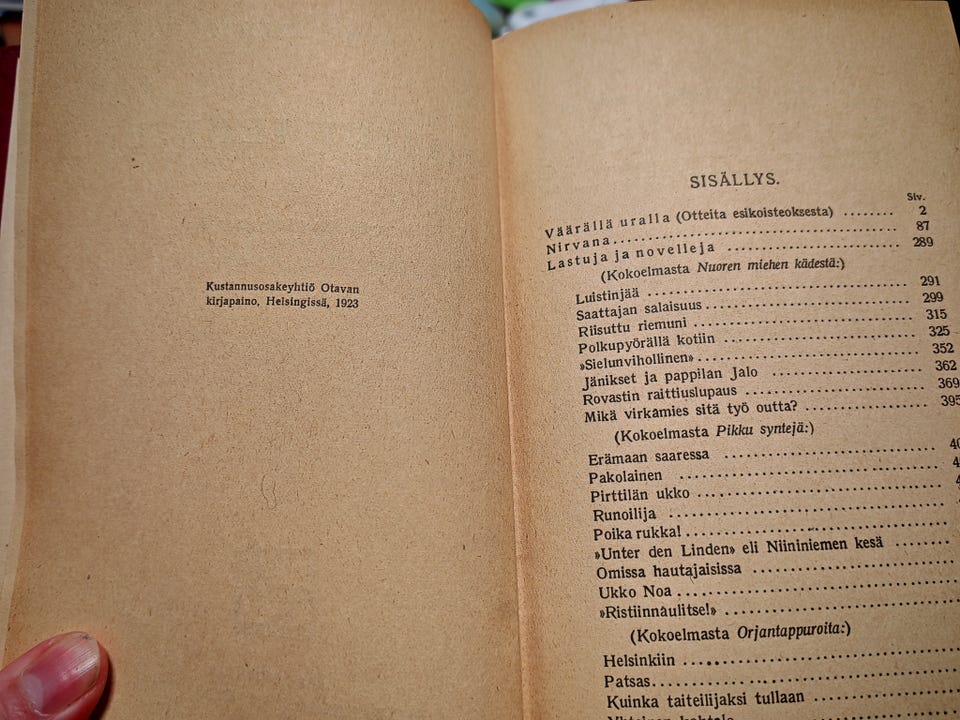 Kustannusosakeyhtiö Otavan
kirjapaino, Helsingissä, 1923
SISÄLLYS.
Siv.
Väärällä uralla (Otteita esikoisteoksesta) ........ 2
Nirvana ........ 87
Lastuja ja novelleja ........ 289
(Kokoelmasta Nuoren miehen kädestä:)
Luistinjää ........ 291
Saattajan salaisuus ........ 299
Riisuttu riemuni ........ 315
Polkupyörällä kotiin ........ 325
»Sielunvihollinen» ........ 352
Jänikset ja pappilan Jalo ........ 362
Rovastin raittiuslupaus ........ 369
Mikä virkamies sitä työ outta? ........ 395
(Kokoelmasta Pikku syntejä:)
Erämaan saaressa ........
Pakolainen ........
Pirttilän ukko ........
Runoilija ........
Poika rukka! ........
»Unter den Linden» eli Niininiemen kesä ........
Omissa hautajaisissa ........
Ukko Noa ........
»Ristiinnaulitse!» ........
(Kokoelmasta Orjantappuroita:)
Helsinkiin ........
Patsas ........
Kuinka taiteilijaksi tullaan ........